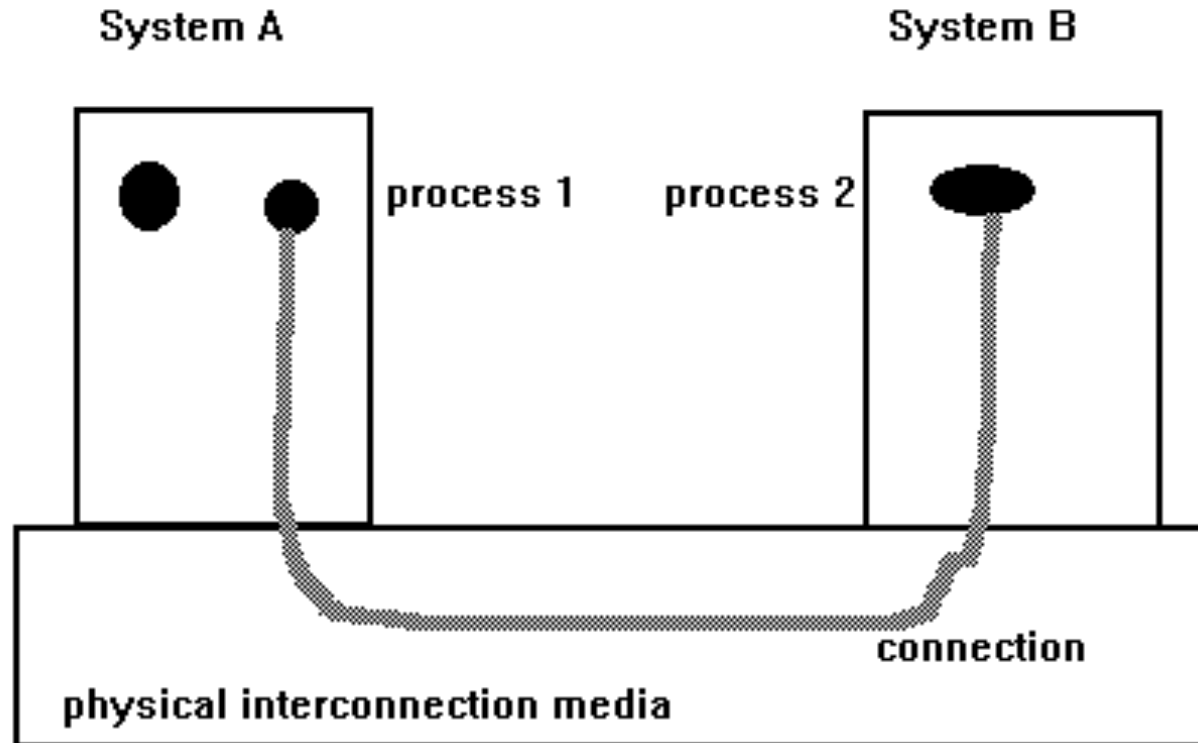 System A
System B
process 1
process 2
connection
physical interconnection media